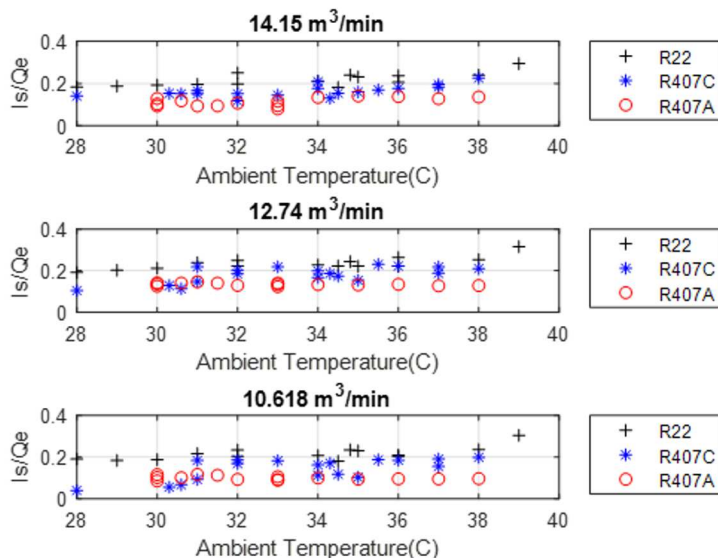 14.15 m³/min
0.4
0.2
0
Is/Qe
28 30 32 34 36 38 40
Ambient Temperature(C)
R22
R407C
R407A
12.74 m³/min
0.4
0.2
0
Is/Qe
28 30 32 34 36 38 40
Ambient Temperature(C)
R22
R407C
R407A
10.618 m³/min
0.4
0.2
0
Is/Qe
28 30 32 34 36 38 40
Ambient Temperature(C)
R22
R407C
R407A